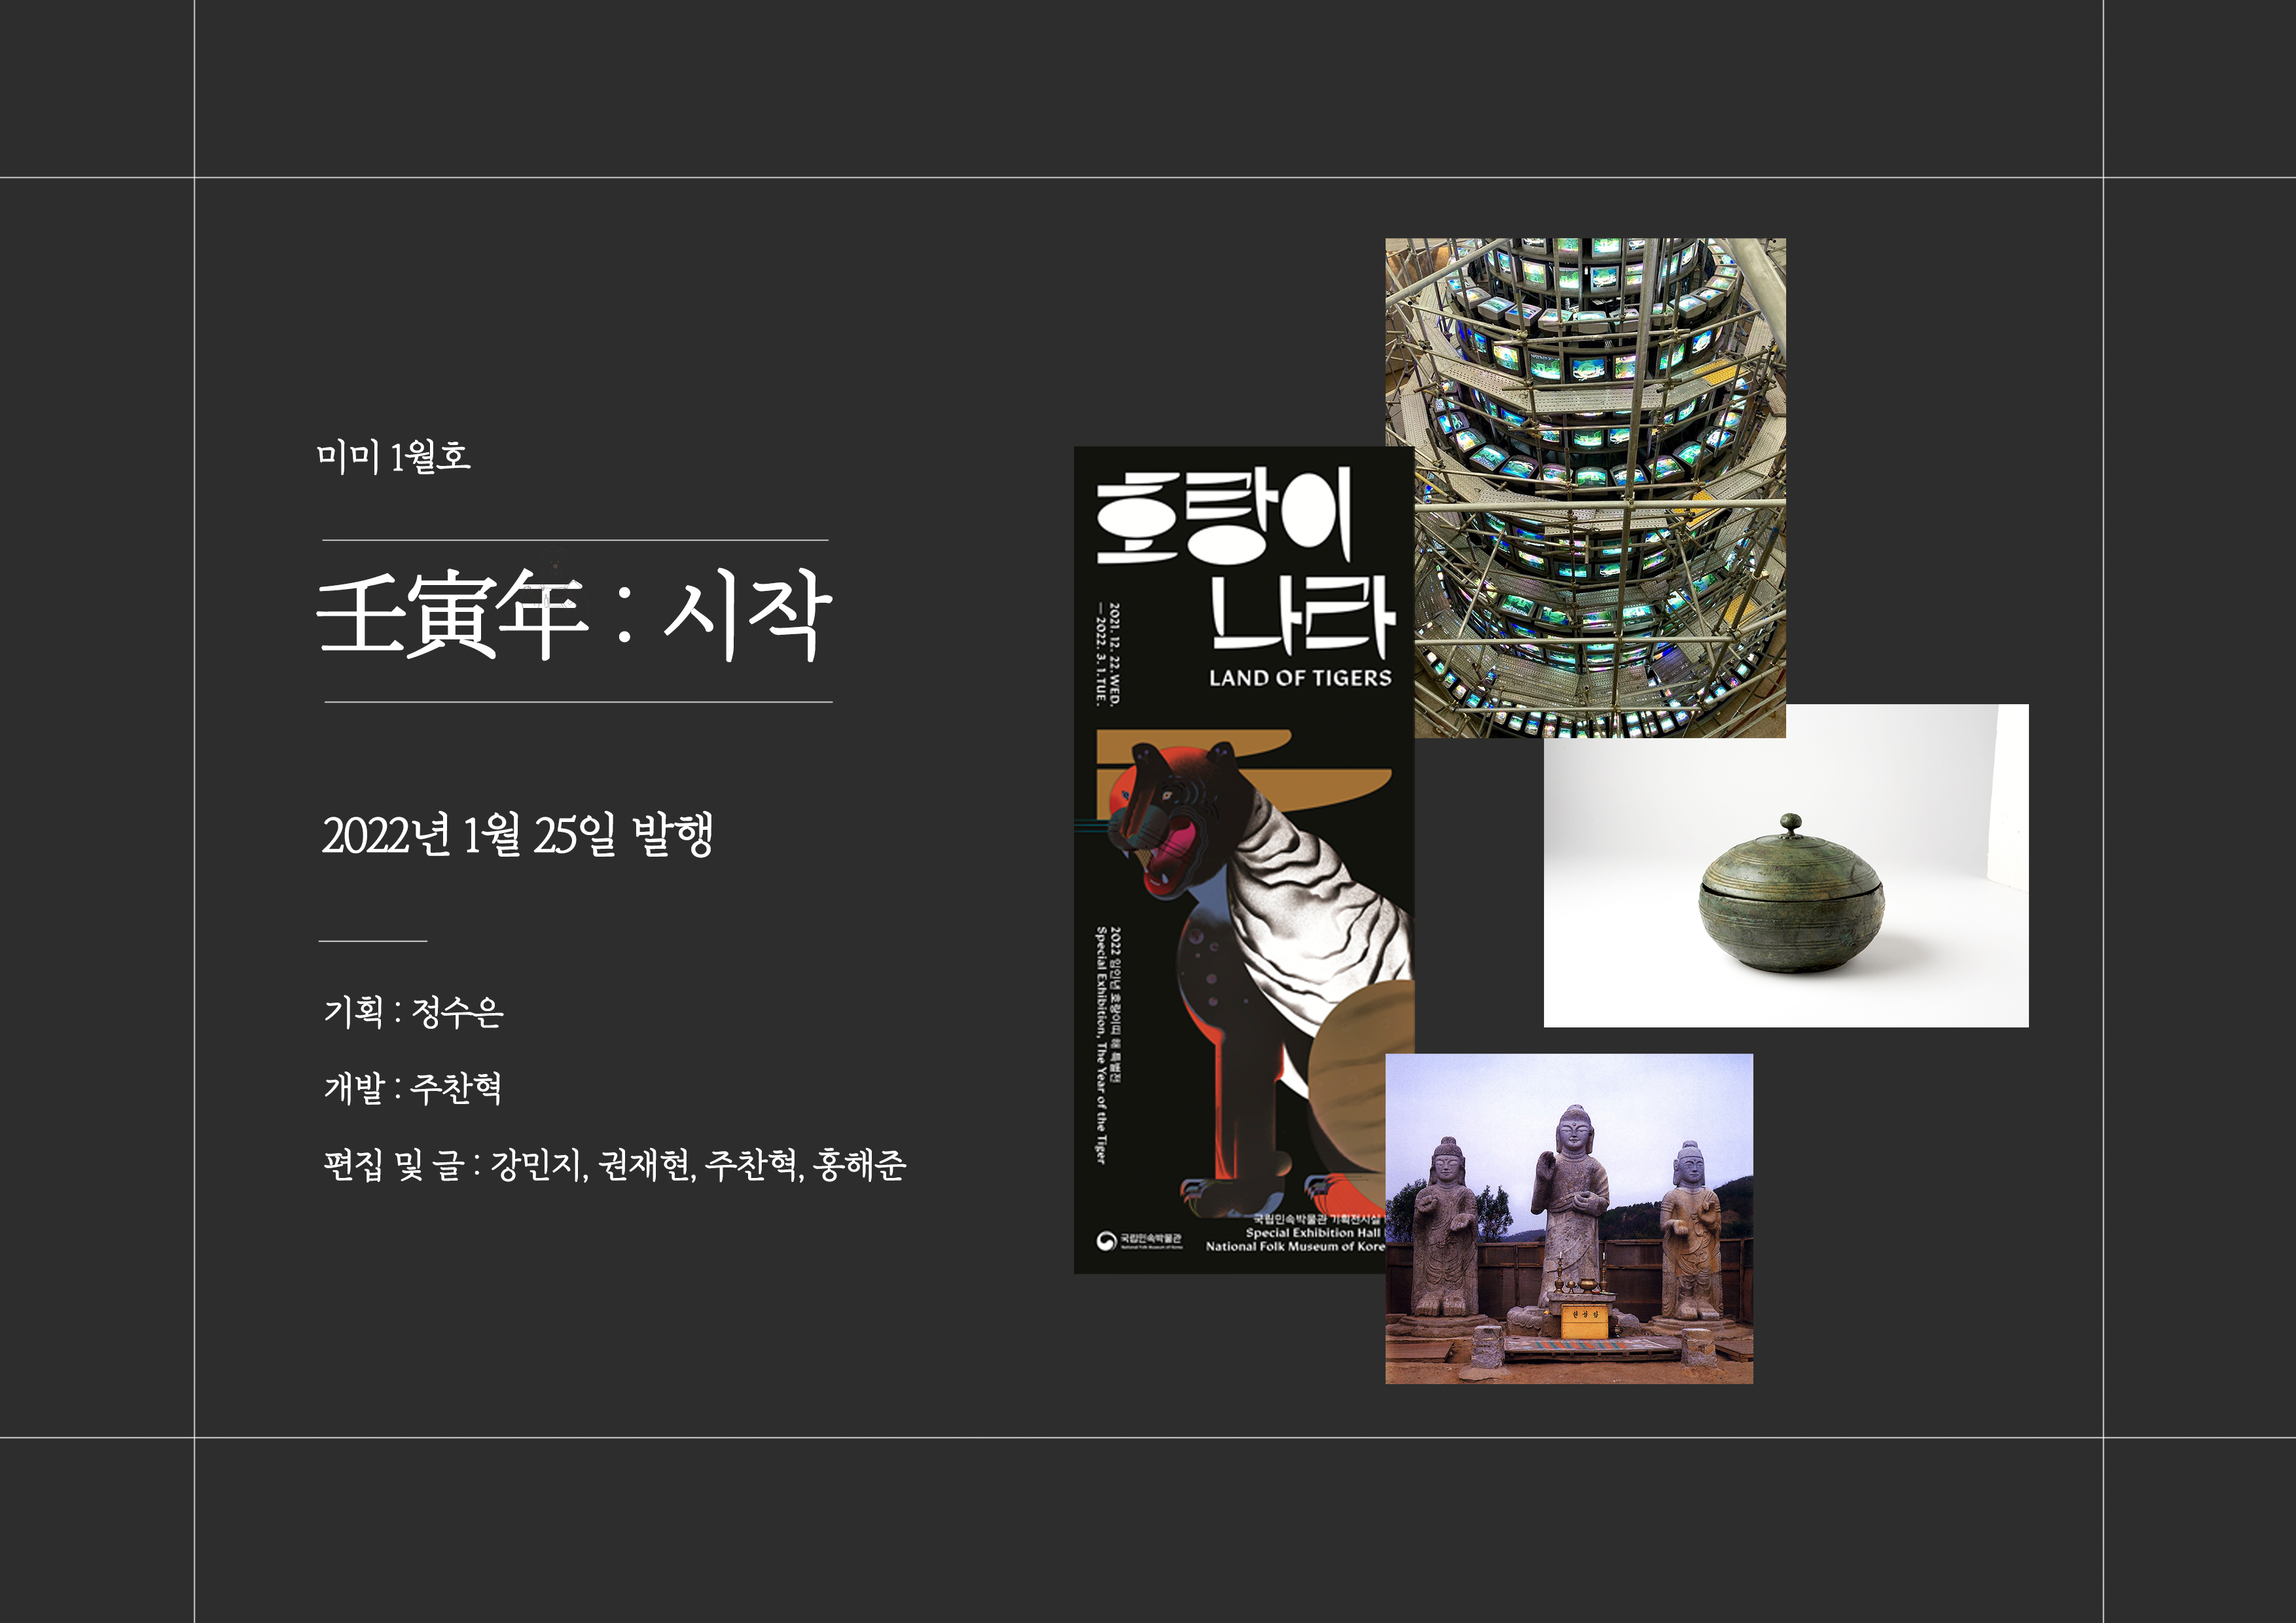 미미 1월호
壬寅年 : 시작
2022년 1월 25일 발행
기획 : 정수은
개발 : 주찬혁
편집 및 글 : 강민지, 권재현, 주찬혁, 홍해준
호랑이
나라
LAND OF TIGERS
2021. 12. 22.WED.
—2022. 3. 1.TUE.
2022 임인년 호랑이띠 해 특별전
Special Exhibition, The Year of the Tiger
국립민속박물관 기획전시실
Special Exhibition Hall
National Folk Museum of Kore
국립민속박물관
National Folk Museum of Korea